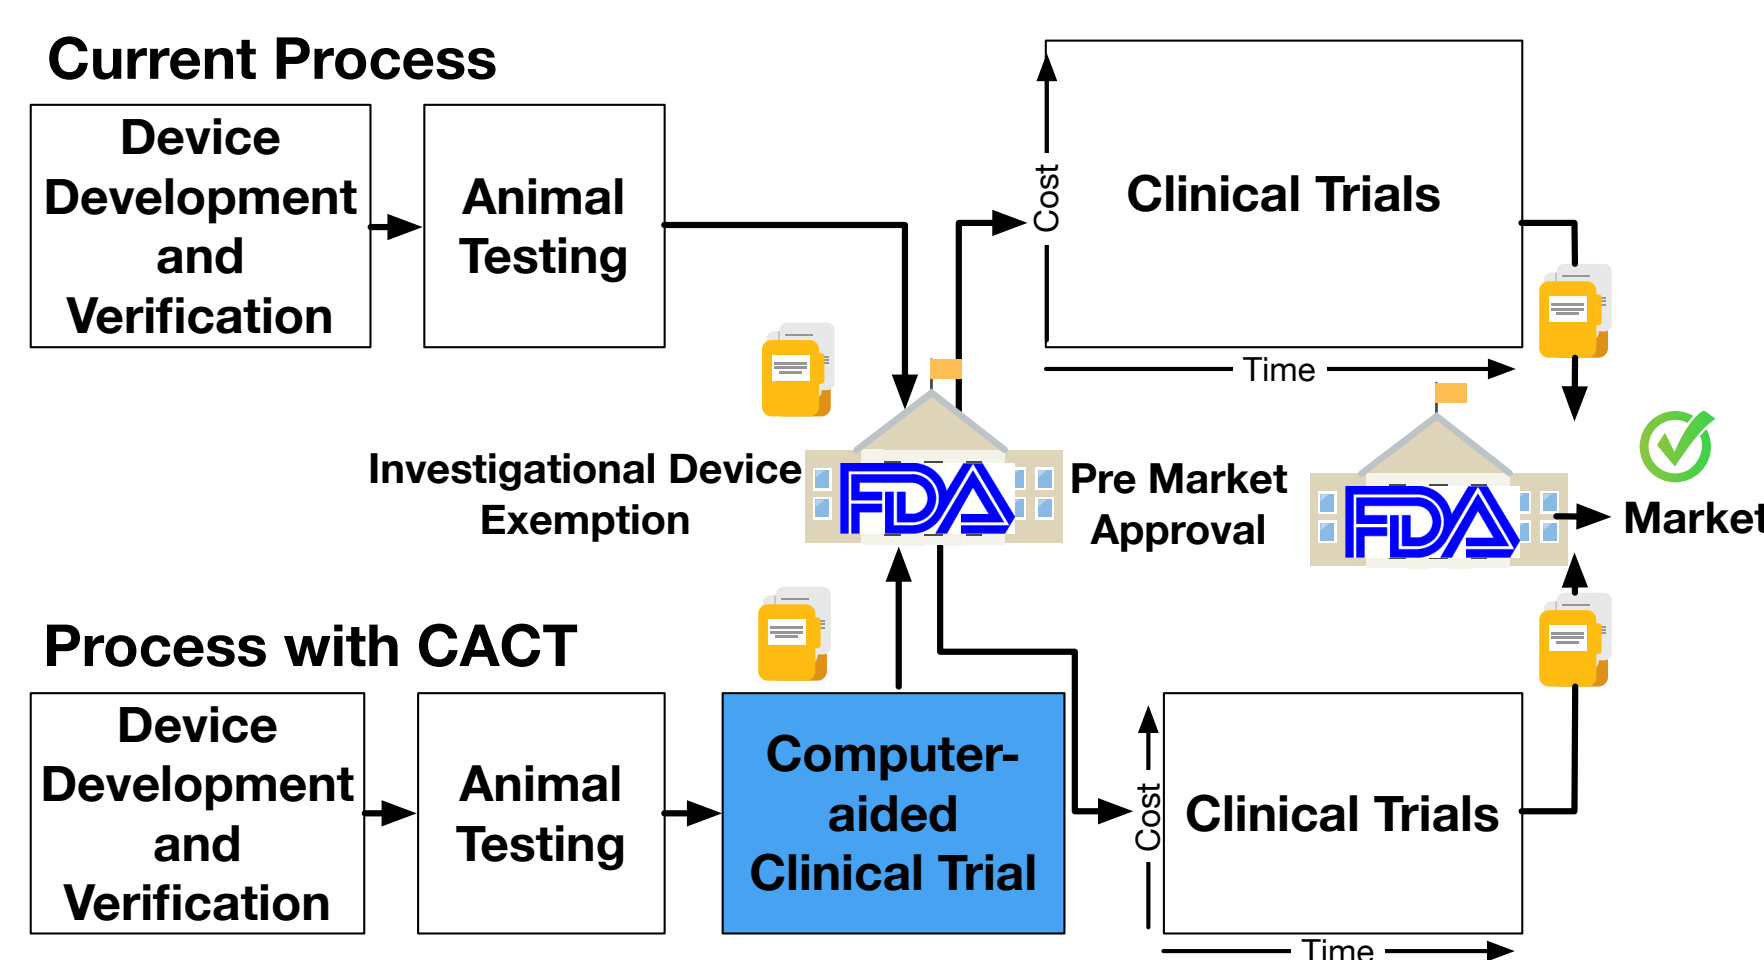 Current Process
Device
Development
and
Verification
Animal
Testing
Cost
Clinical Trials
Time
Investigational Device
Exemption
FDA
Pre Market
Approval
FDA
Market
Process with CACT
Device
Development
and
Verification
Animal
Testing
Computer-
aided
Clinical Trial
Cost
Clinical Trials
Time